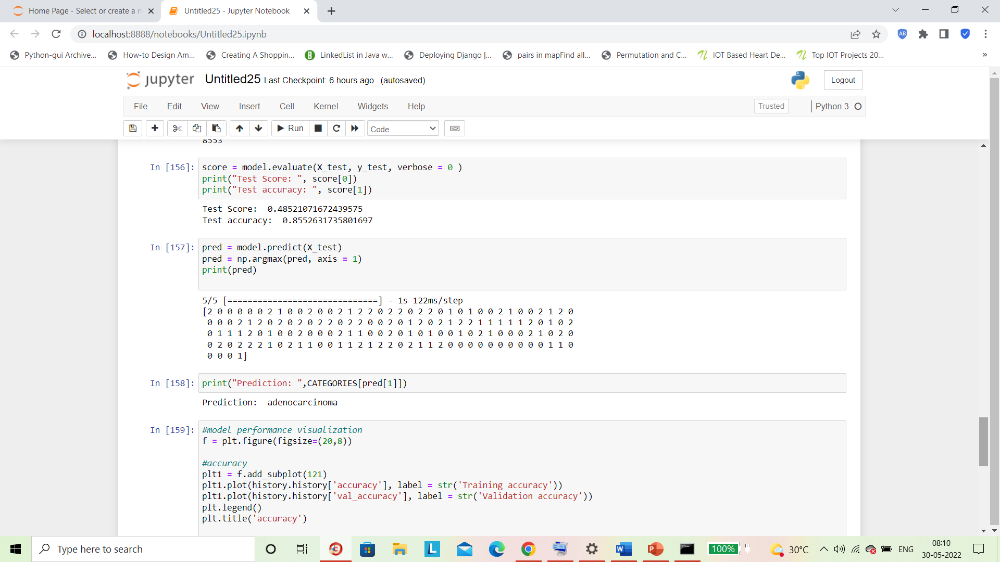 Home Page - Select or create a n
Untitled25 - Jupyter Notebook
localhost:8888/notebooks/Untitled25.ipynb
AB
Python-gui Archive...
How-to Design Am...
Creating A Shoppin...
LinkedList in Java w...
Deploying Django |...
pairs in mapFind all...
Permutation and C...
IOT Based Heart De...
Top IOT Projects 20...
»
jupyter Untitled25 Last Checkpoint: 6 hours ago (autosaved)
Logout
File Edit View Insert Cell Kernel Widgets Help
Trusted
Python 3
Run
Code
8553
In [156]:
score = model.evaluate(X_test, y_test, verbose = 0 )
print("Test Score: ", score[0])
print("Test accuracy: ", score[1])
Test Score:  0.48521071672439575
Test accuracy:  0.8552631735801697
In [157]:
pred = model.predict(X_test)
pred = np.argmax(pred, axis = 1)
print(pred)
5/5 [==============================] - 1s 122ms/step
[2 0 0 0 0 0 2 1 0 0 2 0 0 2 1 2 2 0 2 2 0 2 2 0 1 0 1 0 0 2 1 0 0 2 1 2 0
0 0 0 2 1 2 0 2 0 2 0 2 2 0 2 2 0 0 2 0 1 2 0 2 1 2 2 1 1 1 1 1 2 0 1 0 2
0 1 1 1 2 0 1 0 0 2 0 0 0 2 1 1 0 0 2 0 1 0 1 0 0 1 0 2 1 0 0 0 2 1 0 2 0
0 2 0 2 2 2 1 0 2 1 1 0 0 1 1 2 1 2 2 0 2 1 1 2 0 0 0 0 0 0 0 0 0 0 1 1 0
0 0 0 1]
In [158]:
print("Prediction: ",CATEGORIES[pred[1]])
Prediction:  adenocarcinoma
In [159]:
#model performance visualization
f = plt.figure(figsize=(20,8))
#accuracy
plt1 = f.add_subplot(121)
plt1.plot(history.history['accuracy'], label = str('Training accuracy'))
plt1.plot(history.history['val_accuracy'], label = str('Validation accuracy'))
plt.legend()
plt.title('accuracy')
Type here to search
L
W
P
100%
30°C
ENG
08:10
30-05-2022